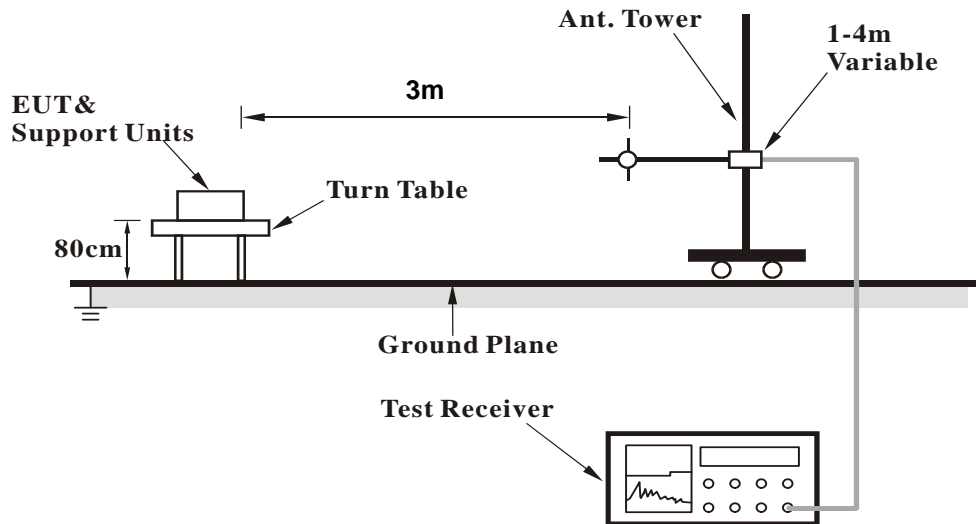 Ant. Tower
1-4m
Variable
3m
EUT&
Support Units
Turn Table
80cm
Ground Plane
Test Receiver